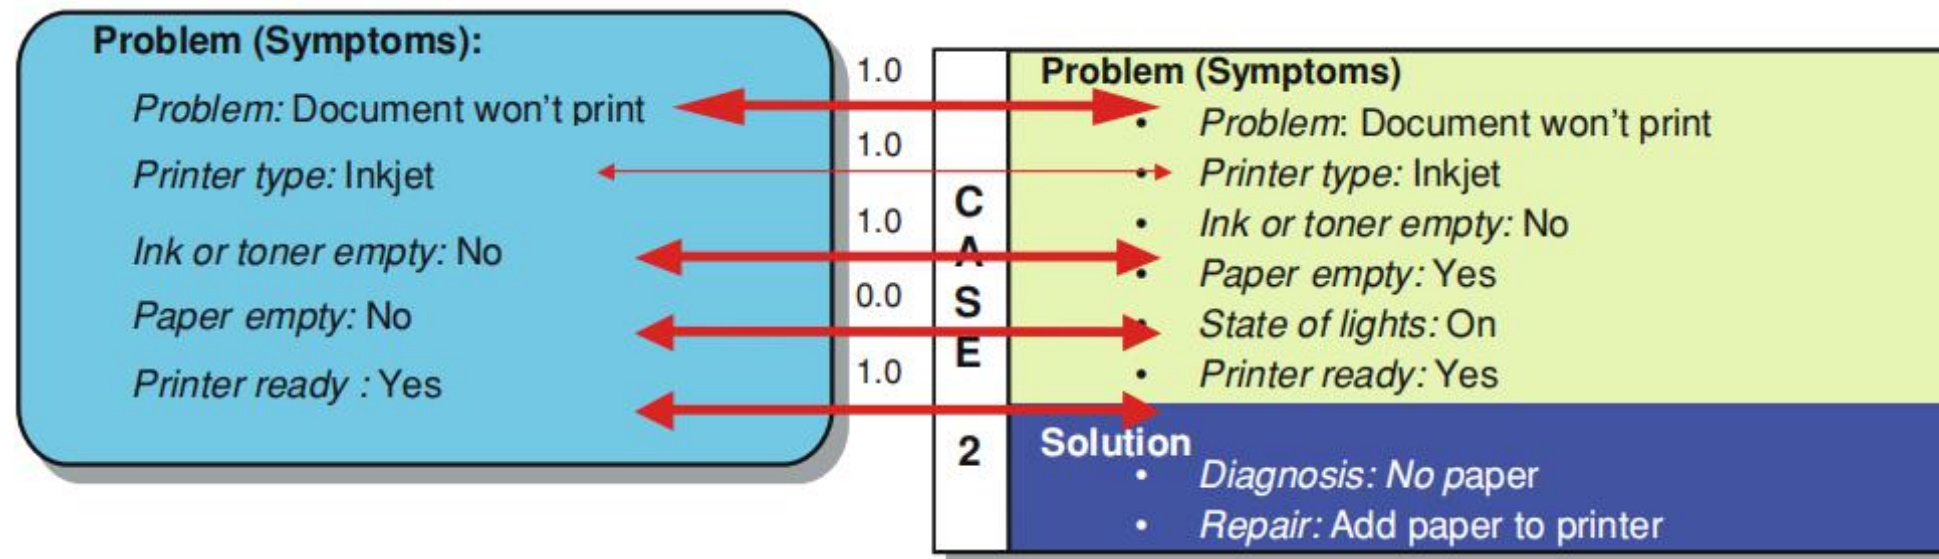 Problem (Symptoms):
Problem: Document won't print
Printer type: Inkjet
Ink or toner empty: No
Paper empty: No
Printer ready : Yes
1.0
1.0
1.0
0.0
1.0
C
A
S
E
2
Problem (Symptoms)
• Problem: Document won't print
• Printer type: Inkjet
• Ink or toner empty: No
• Paper empty: Yes
• State of lights: On
• Printer ready: Yes
Solution
• Diagnosis: No paper
• Repair: Add paper to printer